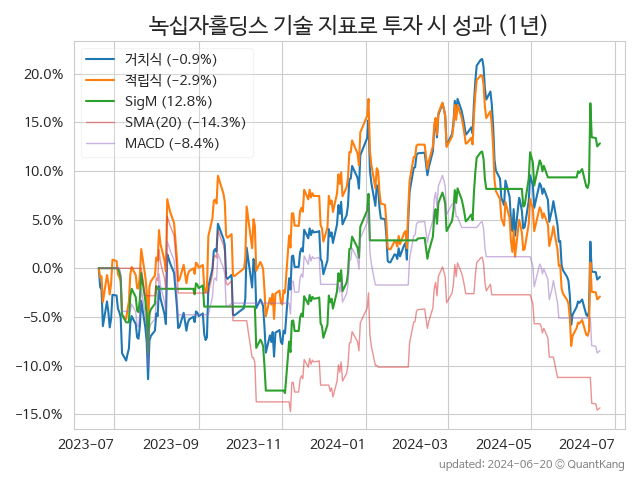 녹십자홀딩스 기술 지표로 투자 시 성과 (1년)
거치식 (−0.9%)
적립식 (−2.9%)
SigM (12.8%)
SMA(20) (−14.3%)
MACD (−8.4%)
20.0%
15.0%
10.0%
5.0%
0.0%
−5.0%
−10.0%
−15.0%
2023-07 2023-09 2023-11 2024-01 2024-03 2024-05 2024-07
updated: 2024-06-20 © QuantKang